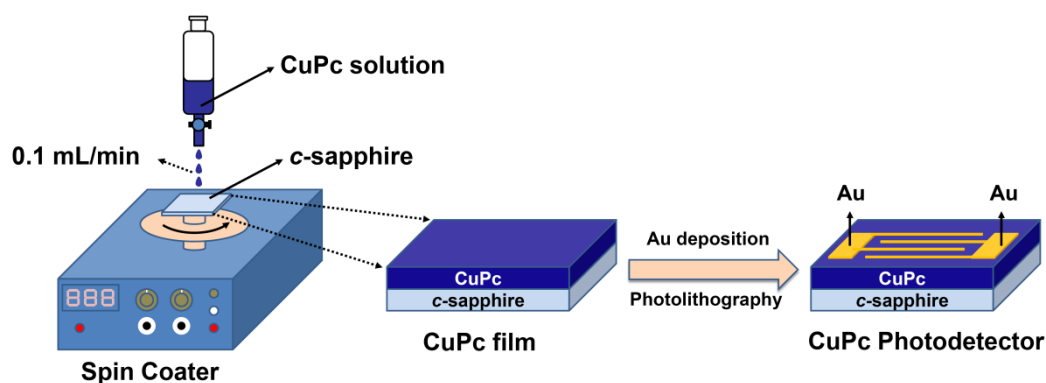 CuPc solution
0.1 mL/min
c-sapphire
888
Spin Coater
CuPc
c-sapphire
CuPc film
Au deposition
Photolithography
Au
Au
CuPc
c-sapphire
CuPc Photodetector